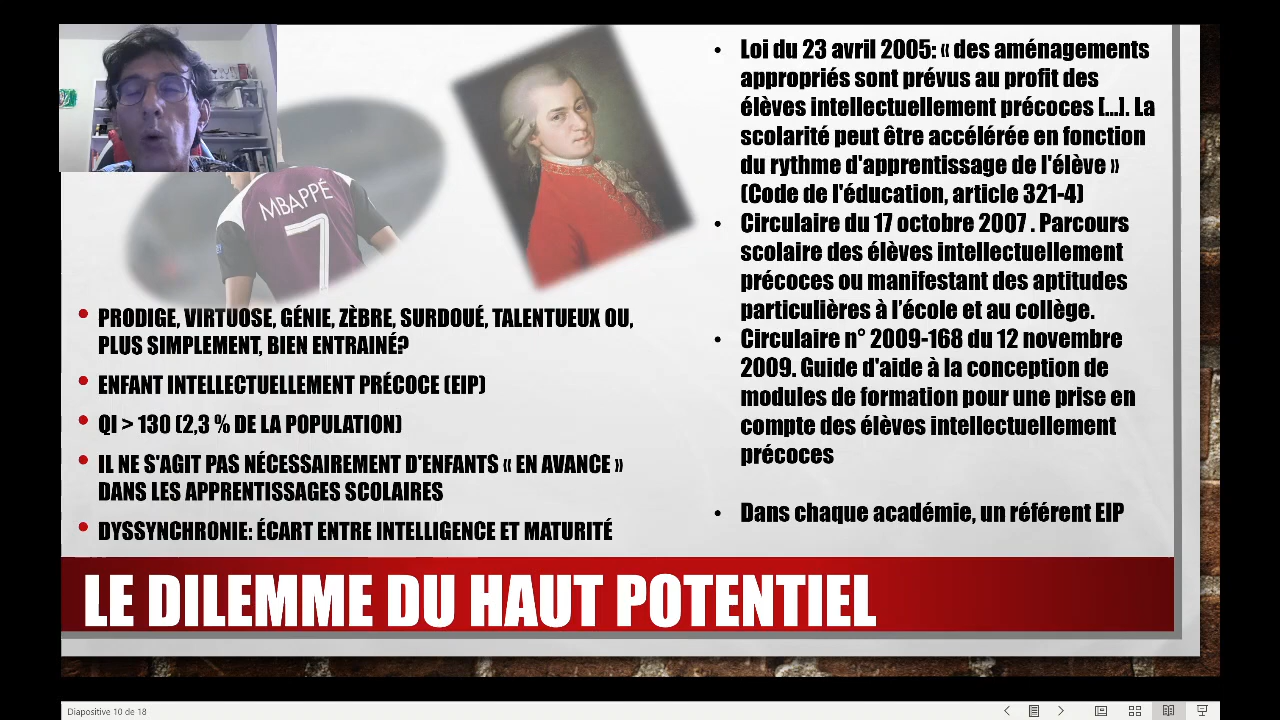 MBAPPÉ
7
• PRODIGE, VIRTUOSE, GÉNIE, ZÈBRE, SURDOUÉ, TALENTUEUX OU,
PLUS SIMPLEMENT, BIEN ENTRAINÉ?
• ENFANT INTELLECTUELLEMENT PRÉCOCE (EIP)
• QI > 130 (2,3 % DE LA POPULATION)
• IL NE S'AGIT PAS NÉCESSAIREMENT D'ENFANTS « EN AVANCE »
DANS LES APPRENTISSAGES SCOLAIRES
• DYSSYNCHRONIE: ÉCART ENTRE INTELLIGENCE ET MATURITÉ
• Loi du 23 avril 2005: « des aménagements
appropriés sont prévus au profit des
élèves intellectuellement précoces [...]. La
scolarité peut être accélérée en fonction
du rythme d'apprentissage de l'élève »
(Code de l'éducation, article 321-4)
• Circulaire du 17 octobre 2007 . Parcours
scolaire des élèves intellectuellement
précoces ou manifestant des aptitudes
particulières à l'école et au collège.
• Circulaire n° 2009-168 du 12 novembre
2009. Guide d'aide à la conception de
modules de formation pour une prise en
compte des élèves intellectuellement
précoces
• Dans chaque académie, un référent EIP
LE DILEMME DU HAUT POTENTIEL
Diapositive 10 de 18